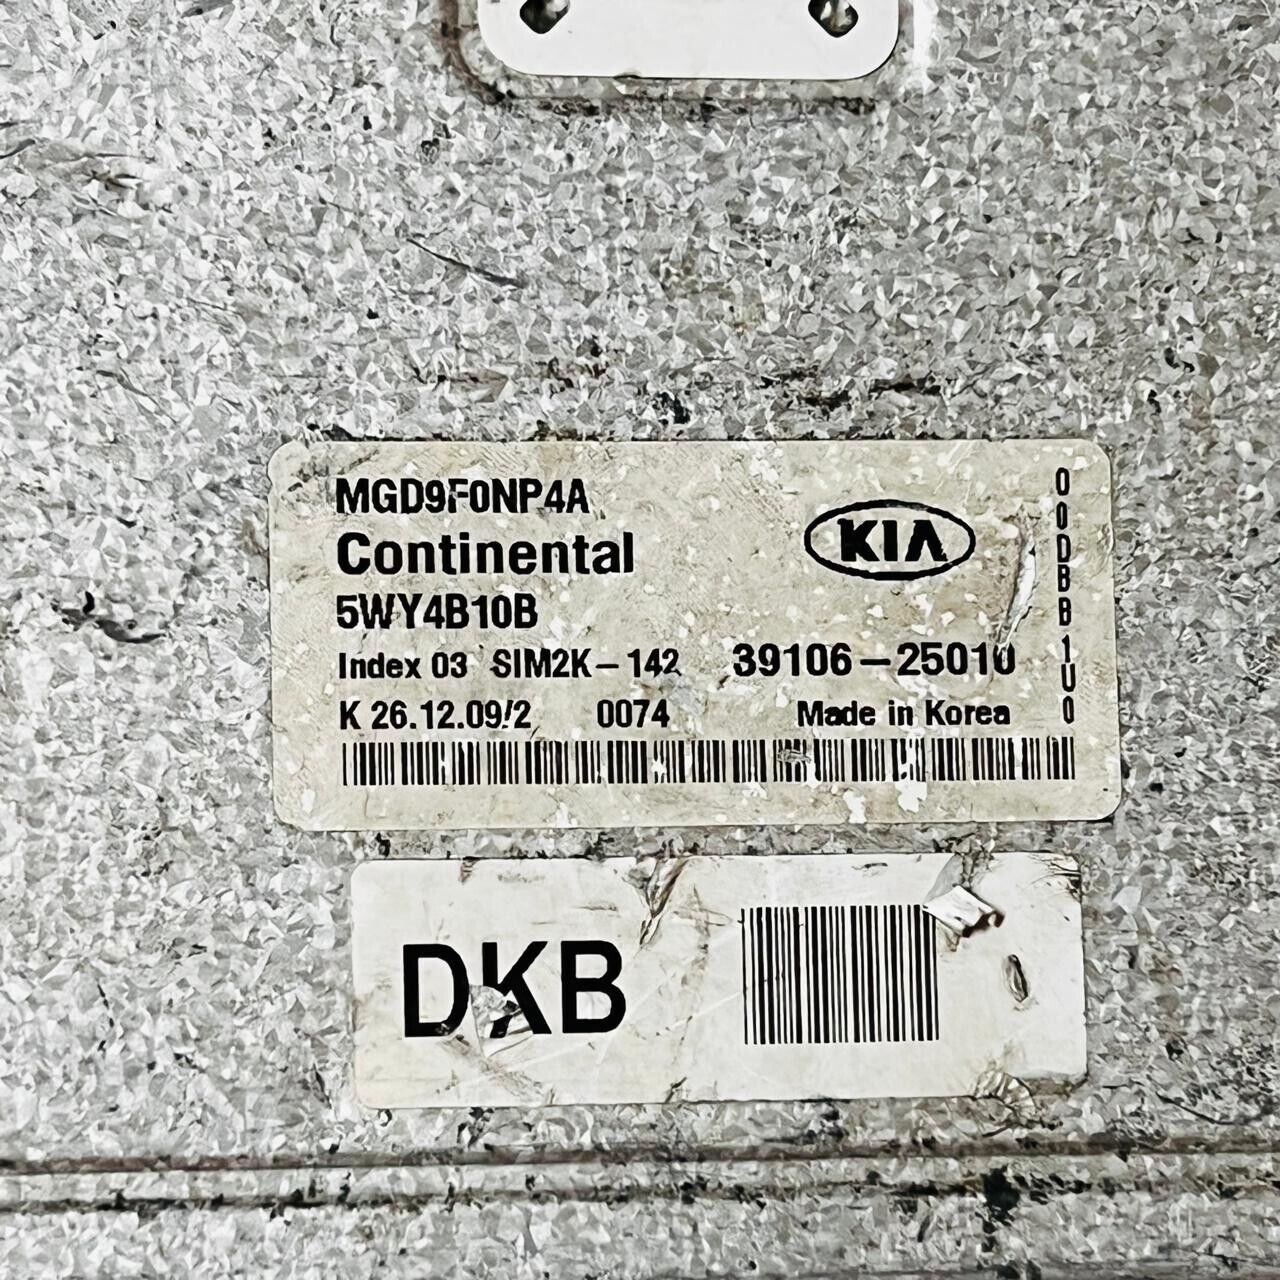 MGD9F0NP4A
KIA
Continental
5WY4B10B
Index 03 SIM2K-142 39106-25010
K 26.12.09/2 0074 Made in Korea
00DBB1U0
DKB